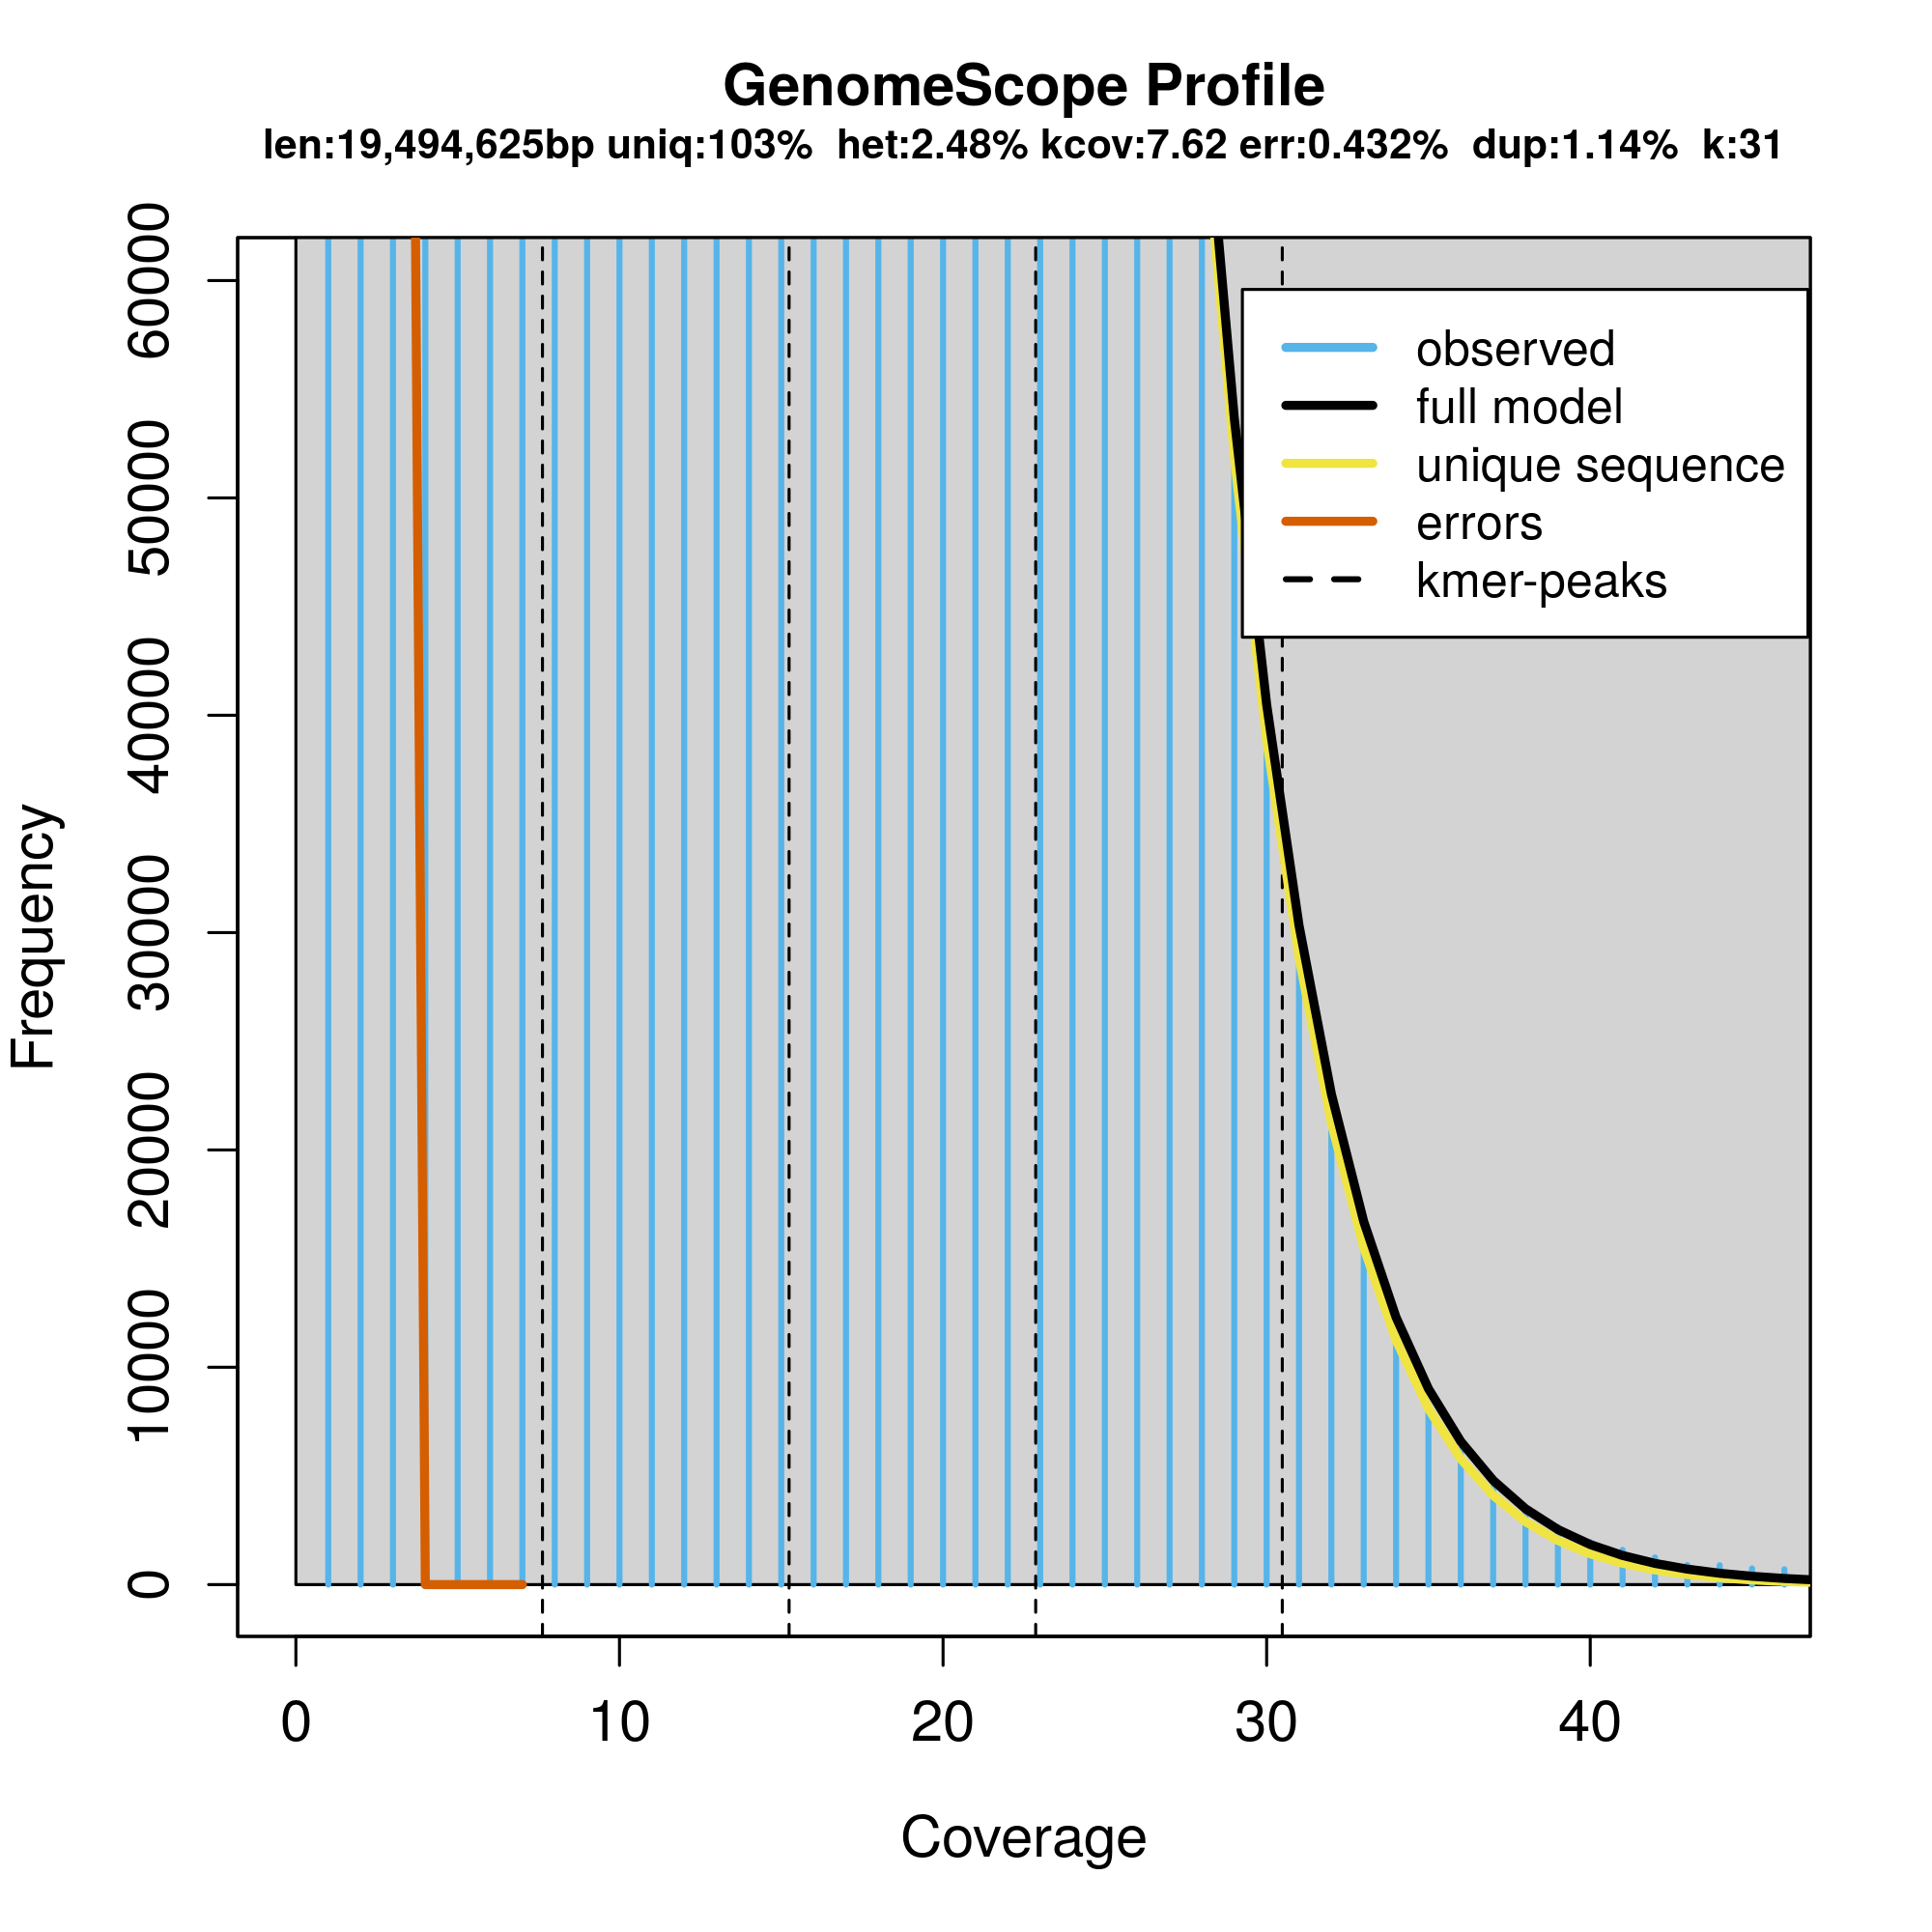 GenomeScope Profile
len:19,494,625bp uniq:103% het:2.48% kcov:7.62 err:0.432% dup:1.14% k:31
Frequency
60000
50000
40000
30000
20000
10000
0
observed
full model
unique sequence
errors
kmer-peaks
0 10 20 30 40
Coverage